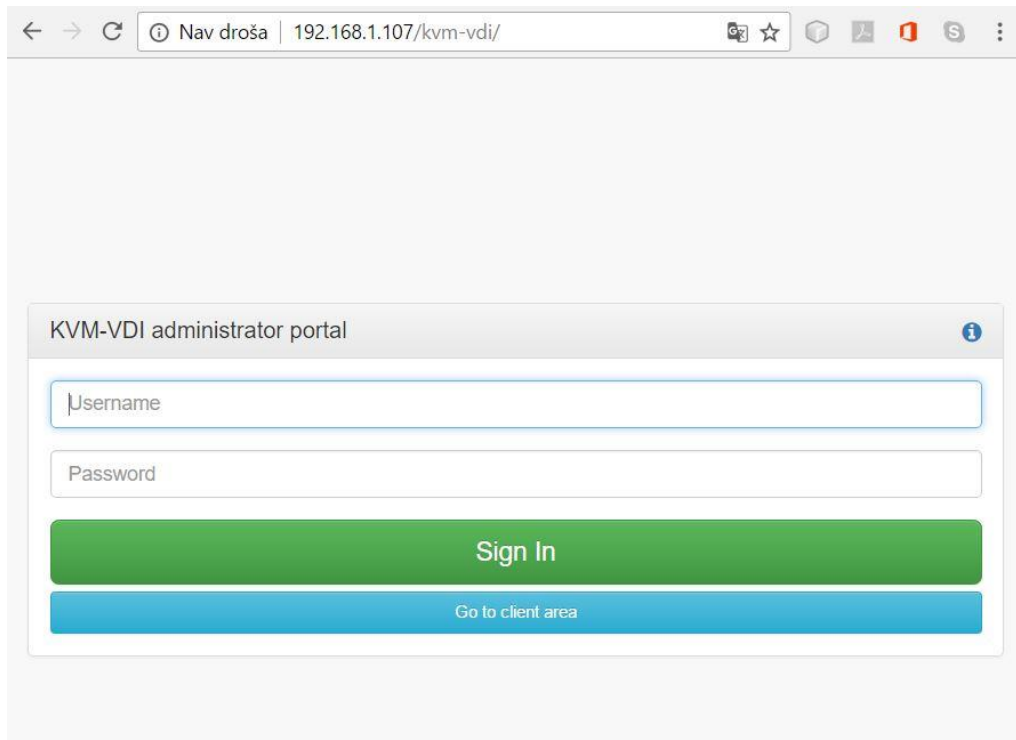 Nav droša 192.168.1.107/kvm-vdi/
KVM-VDI administrator portal
Username
Password
Sign In
Go to client area